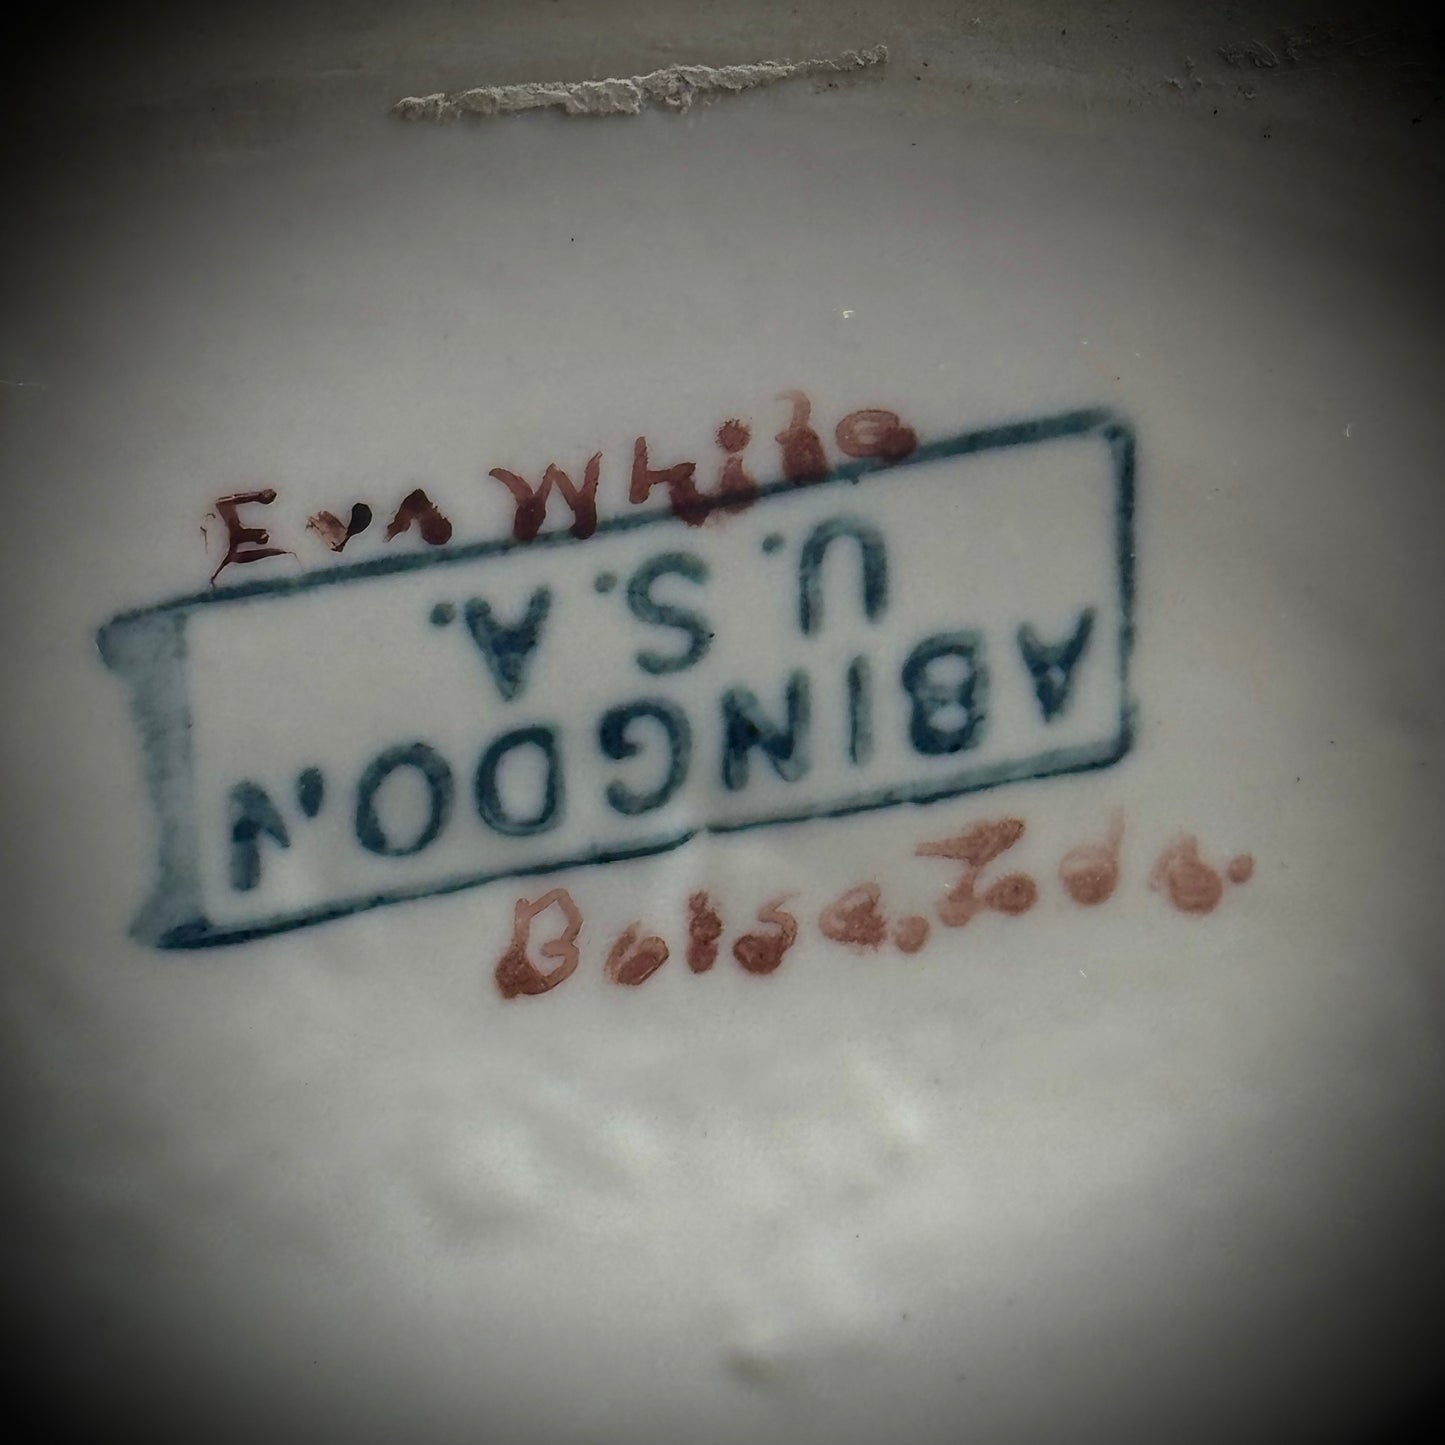 Eva White
ABINGDON
U.S.A.
Boise, Ida.